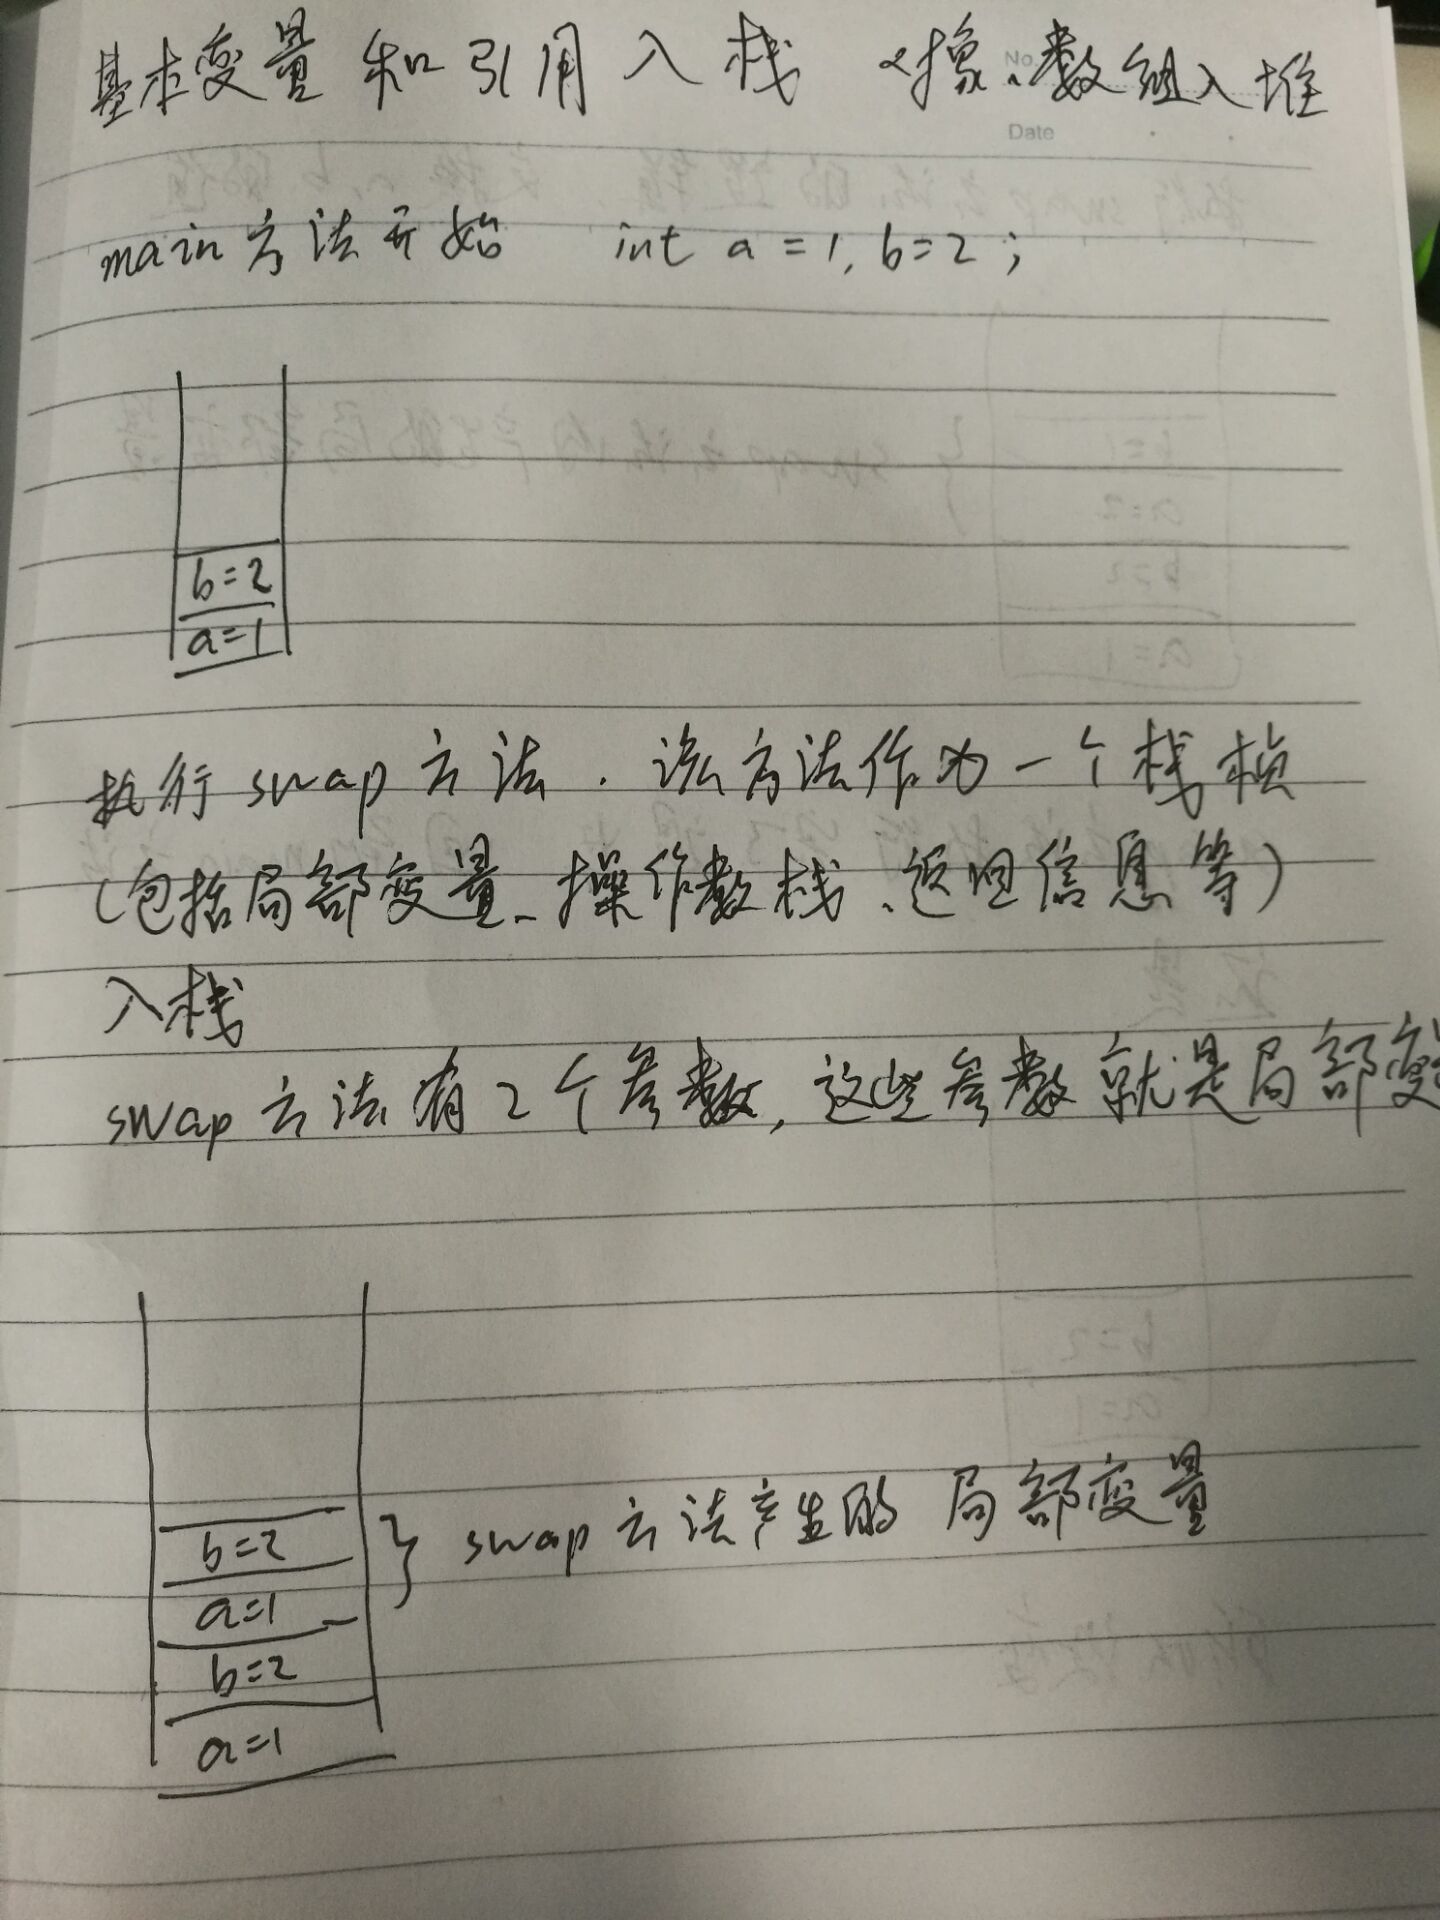 基本变量和引用入栈 对象、数组入堆
No.
Date
main方法开始 int a=1,b=2;
b=2
a=1
执行swap方法.该方法作为一个栈桢
(包括局部变量、操作数栈、返回信息等)
入栈
swap方法有2个参数,这些参数就是局部变
b=2
a=1
swap方法产生的局部变量
b=2
a=1